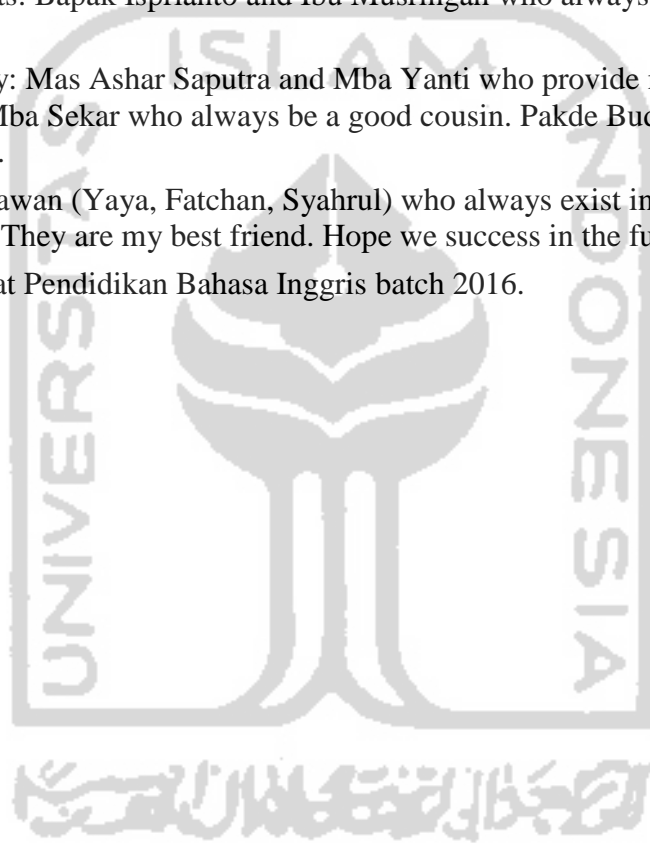 ts: Bapak Isprianto and Ibu who always
y: Mas Ashar Saputra and Mba Yanti who provide
Mba Sekar who always be a good cousin. Pakde Bud
.
awan (Yaya, Fatchan, Syahrul) who always exist in
They are my best friend. Hope we success in the fu
at Pendidikan Bahasa Inggris batch 2016.
UNIVERSITAS
ISLAM
INDONESIA